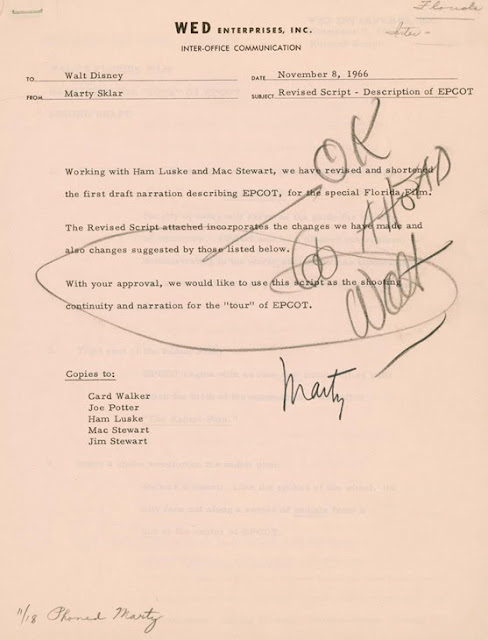 Florida
WED ENTERPRISES, INC.
INTER-OFFICE COMMUNICATION
TO Walt Disney DATE November 8, 1966
FROM Marty Sklar SUBJECT Revised Script - Description of EPCOT
OK
Working with Ham Luske and Mac Stewart, we have revised and shortened
the first draft narration describing EPCOT, for the special Florida Film.
The Revised Script attached incorporates the changes we have made and
also changes suggested by those listed below.
With your approval, we would like to use this script as the shooting
continuity and narration for the "tour" of EPCOT.
Walt
Marty
Copies to:
Card Walker
Joe Potter
Ham Luske
Mac Stewart
Jim Stewart
11/18 Phoned Marty